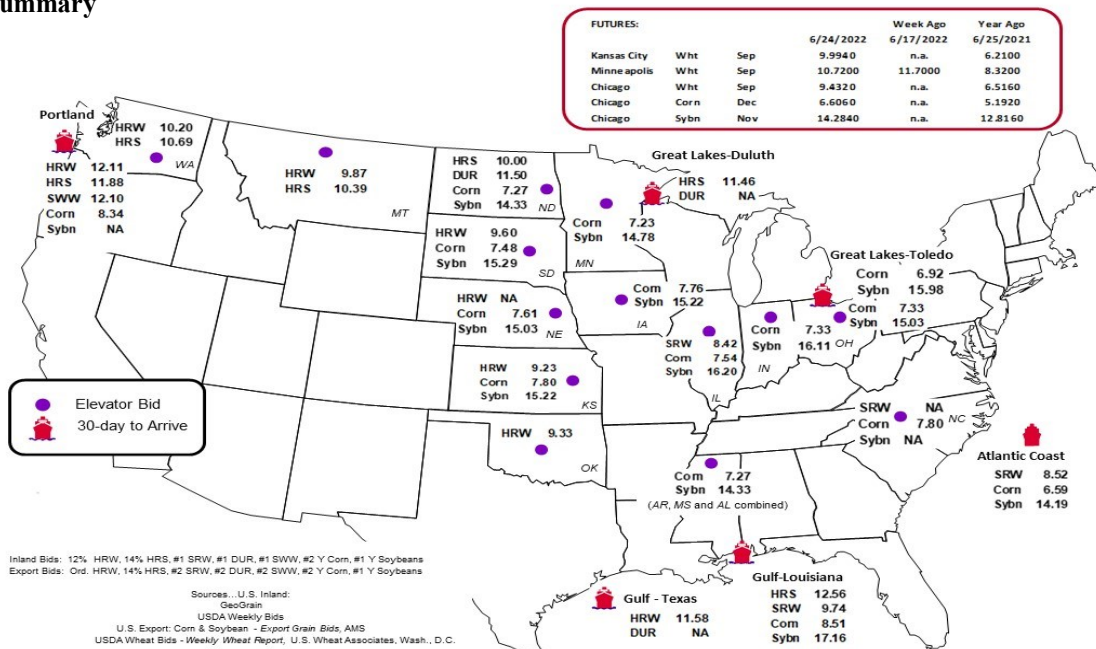 ummary
FUTURES: Week Ago Year Ago
6/24/2022 6/17/2022 6/25/2021
Kansas City Wht Sep 9.9940 n.a. 6.2100
Minneapolis Wht Sep 10.7200 11.7000 8.3200
Chicago Wht Sep 9.4320 n.a. 6.5160
Chicago Corn Dec 6.6060 n.a. 5.1920
Chicago Sybn Nov 14.2840 n.a. 12.8160
Portland
HRW 12.11
HRS 11.88
SWW 12.10
Corn 8.34
Sybn NA
HRW 10.20
HRS 10.69
WA
HRW 9.87
HRS 10.39
MT
HRS 10.00
DUR 11.50
Corn 7.27
Sybn 14.33
ND
HRW 9.60
Corn 7.48
Sybn 15.29
SD
HRW NA
Corn 7.61
Sybn 15.03
NE
HRW 9.23
Corn 7.80
Sybn 15.22
KS
HRW 9.33
OK
Great Lakes-Duluth
HRS 11.46
DUR NA
Corn 7.23
Sybn 14.78
MN
Corn 7.76
Sybn 15.22
IA
SRW 8.42
Corn 7.54
Sybn 16.20
IL
Corn 7.33
Sybn 16.11
IN
Great Lakes-Toledo
Corn 6.92
Sybn 15.98
Corn 7.33
Sybn 15.03
OH
SRW NA
Corn 7.80
Sybn NA
NC
Atlantic Coast
SRW 8.52
Corn 6.59
Sybn 14.19
Corn 7.27
Sybn 14.33
(AR, MS and AL combined)
Gulf-Louisiana
HRS 12.56
SRW 9.74
Corn 8.51
Sybn 17.16
Gulf - Texas
HRW 11.58
DUR NA
Elevator Bid
30-day to Arrive
Inland Bids: 12% HRW, 14% HRS, #1 SRW, #1 DUR, #1 SWW, #2 Y Corn, #1 Y Soybeans
Export Bids: Ord. HRW, 14% HRS, #2 SRW, #2 DUR, #2 SWW, #2 Y Corn, #1 Y Soybeans
Sources...U.S. Inland:
GeoGrain
USDA Weekly Bids
U.S. Export: Corn & Soybean - Export Grain Bids, AMS
USDA Wheat Bids - Weekly Wheat Report, U.S. Wheat Associates, Wash., D.C.